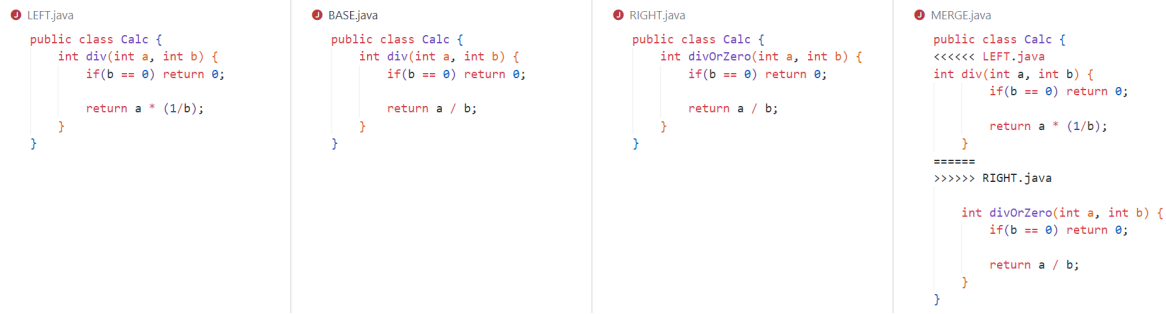 LEFT.java
public class Calc {
    int div(int a, int b) {
        if(b == 0) return 0;

        return a * (1/b);
    }
}
BASE.java
public class Calc {
    int div(int a, int b) {
        if(b == 0) return 0;

        return a / b;
    }
}
RIGHT.java
public class Calc {
    int divOrZero(int a, int b) {
        if(b == 0) return 0;

        return a / b;
    }
}
MERGE.java
public class Calc {
<<<<<< LEFT.java
int div(int a, int b) {
        if(b == 0) return 0;

        return a * (1/b);
    }
======
>>>>>> RIGHT.java

    int divOrZero(int a, int b) {
        if(b == 0) return 0;

        return a / b;
    }
}